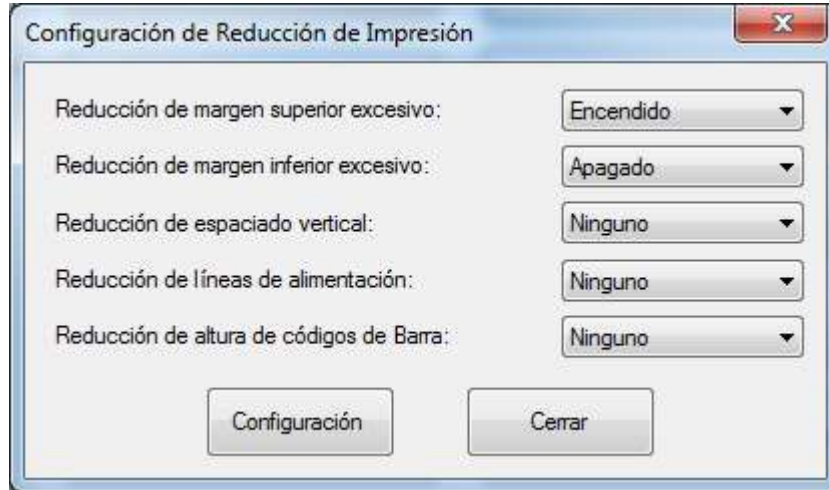 Configuración de Reducción de Impresión
Reducción de margen superior excesivo: Encendido
Reducción de margen inferior excesivo: Apagado
Reducción de espaciado vertical: Ninguno
Reducción de líneas de alimentación: Ninguno
Reducción de altura de códigos de Barra: Ninguno
Configuración Cerrar